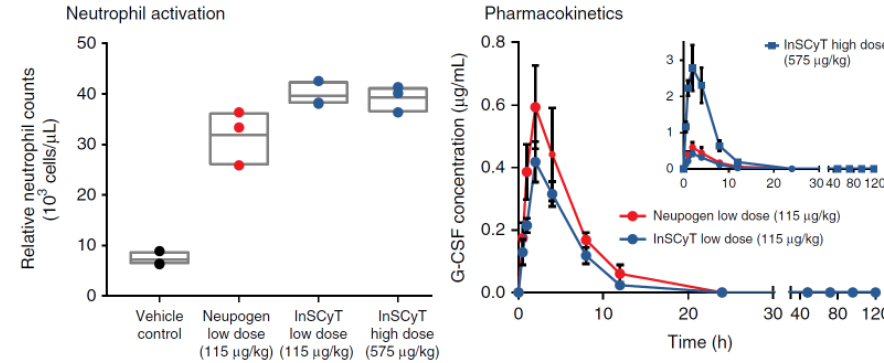 Neutrophil activation
50
40
30
20
10
0
Relative neutrophil counts
(10³ cells/μL)
Vehicle
control
Neupogen
low dose
(115 μg/kg)
InSCyT
low dose
(115 μg/kg)
InSCyT
high dose
(575 μg/kg)
Pharmacokinetics
0.8
0.6
0.4
0.2
0.0
G-CSF concentration (μg/mL)
0
10
20
30
40
80
120
Time (h)
3
2
1
0
0
10
20
30
40
80
120
InSCyT high dose
(575 μg/kg)
Neupogen low dose (115 μg/kg)
InSCyT low dose (115 μg/kg)